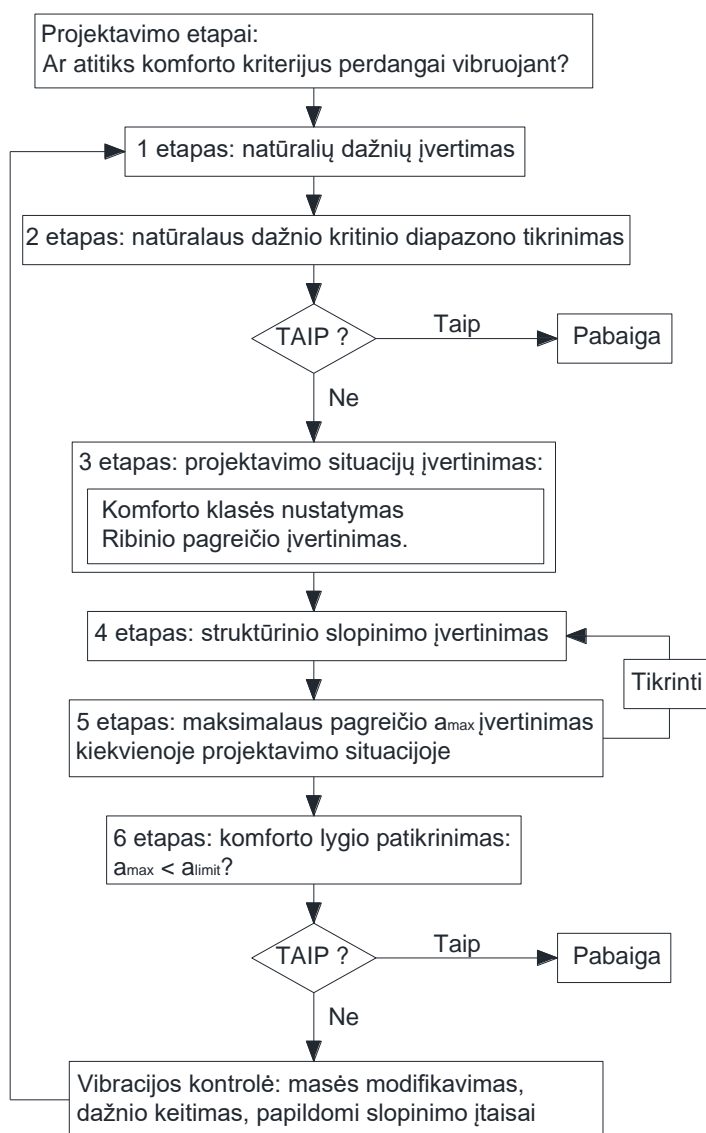 Projektavimo etapai:
Ar atitiks komforto kriterijus perdangai vibruojant?
1 etapas: natūralių dažnių įvertimas
2 etapas: natūralaus dažnio kritinio diapazono tikrinimas
TAIP ?
Taip
Pabaiga
Ne
3 etapas: projektavimo situacijų įvertinimas:
Komforto klasės nustatymas
Ribinio pagreičio įvertinimas.
4 etapas: struktūrinio slopinimo įvertinimas
Tikrinti
5 etapas: maksimalaus pagreičio amax įvertinimas
kiekvienoje projektavimo situacijoje
6 etapas: komforto lygio patikrinimas:
amax < alimit?
TAIP ?
Taip
Pabaiga
Ne
Vibracijos kontrolė: masės modifikavimas,
dažnio keitimas, papildomi slopinimo įtaisai